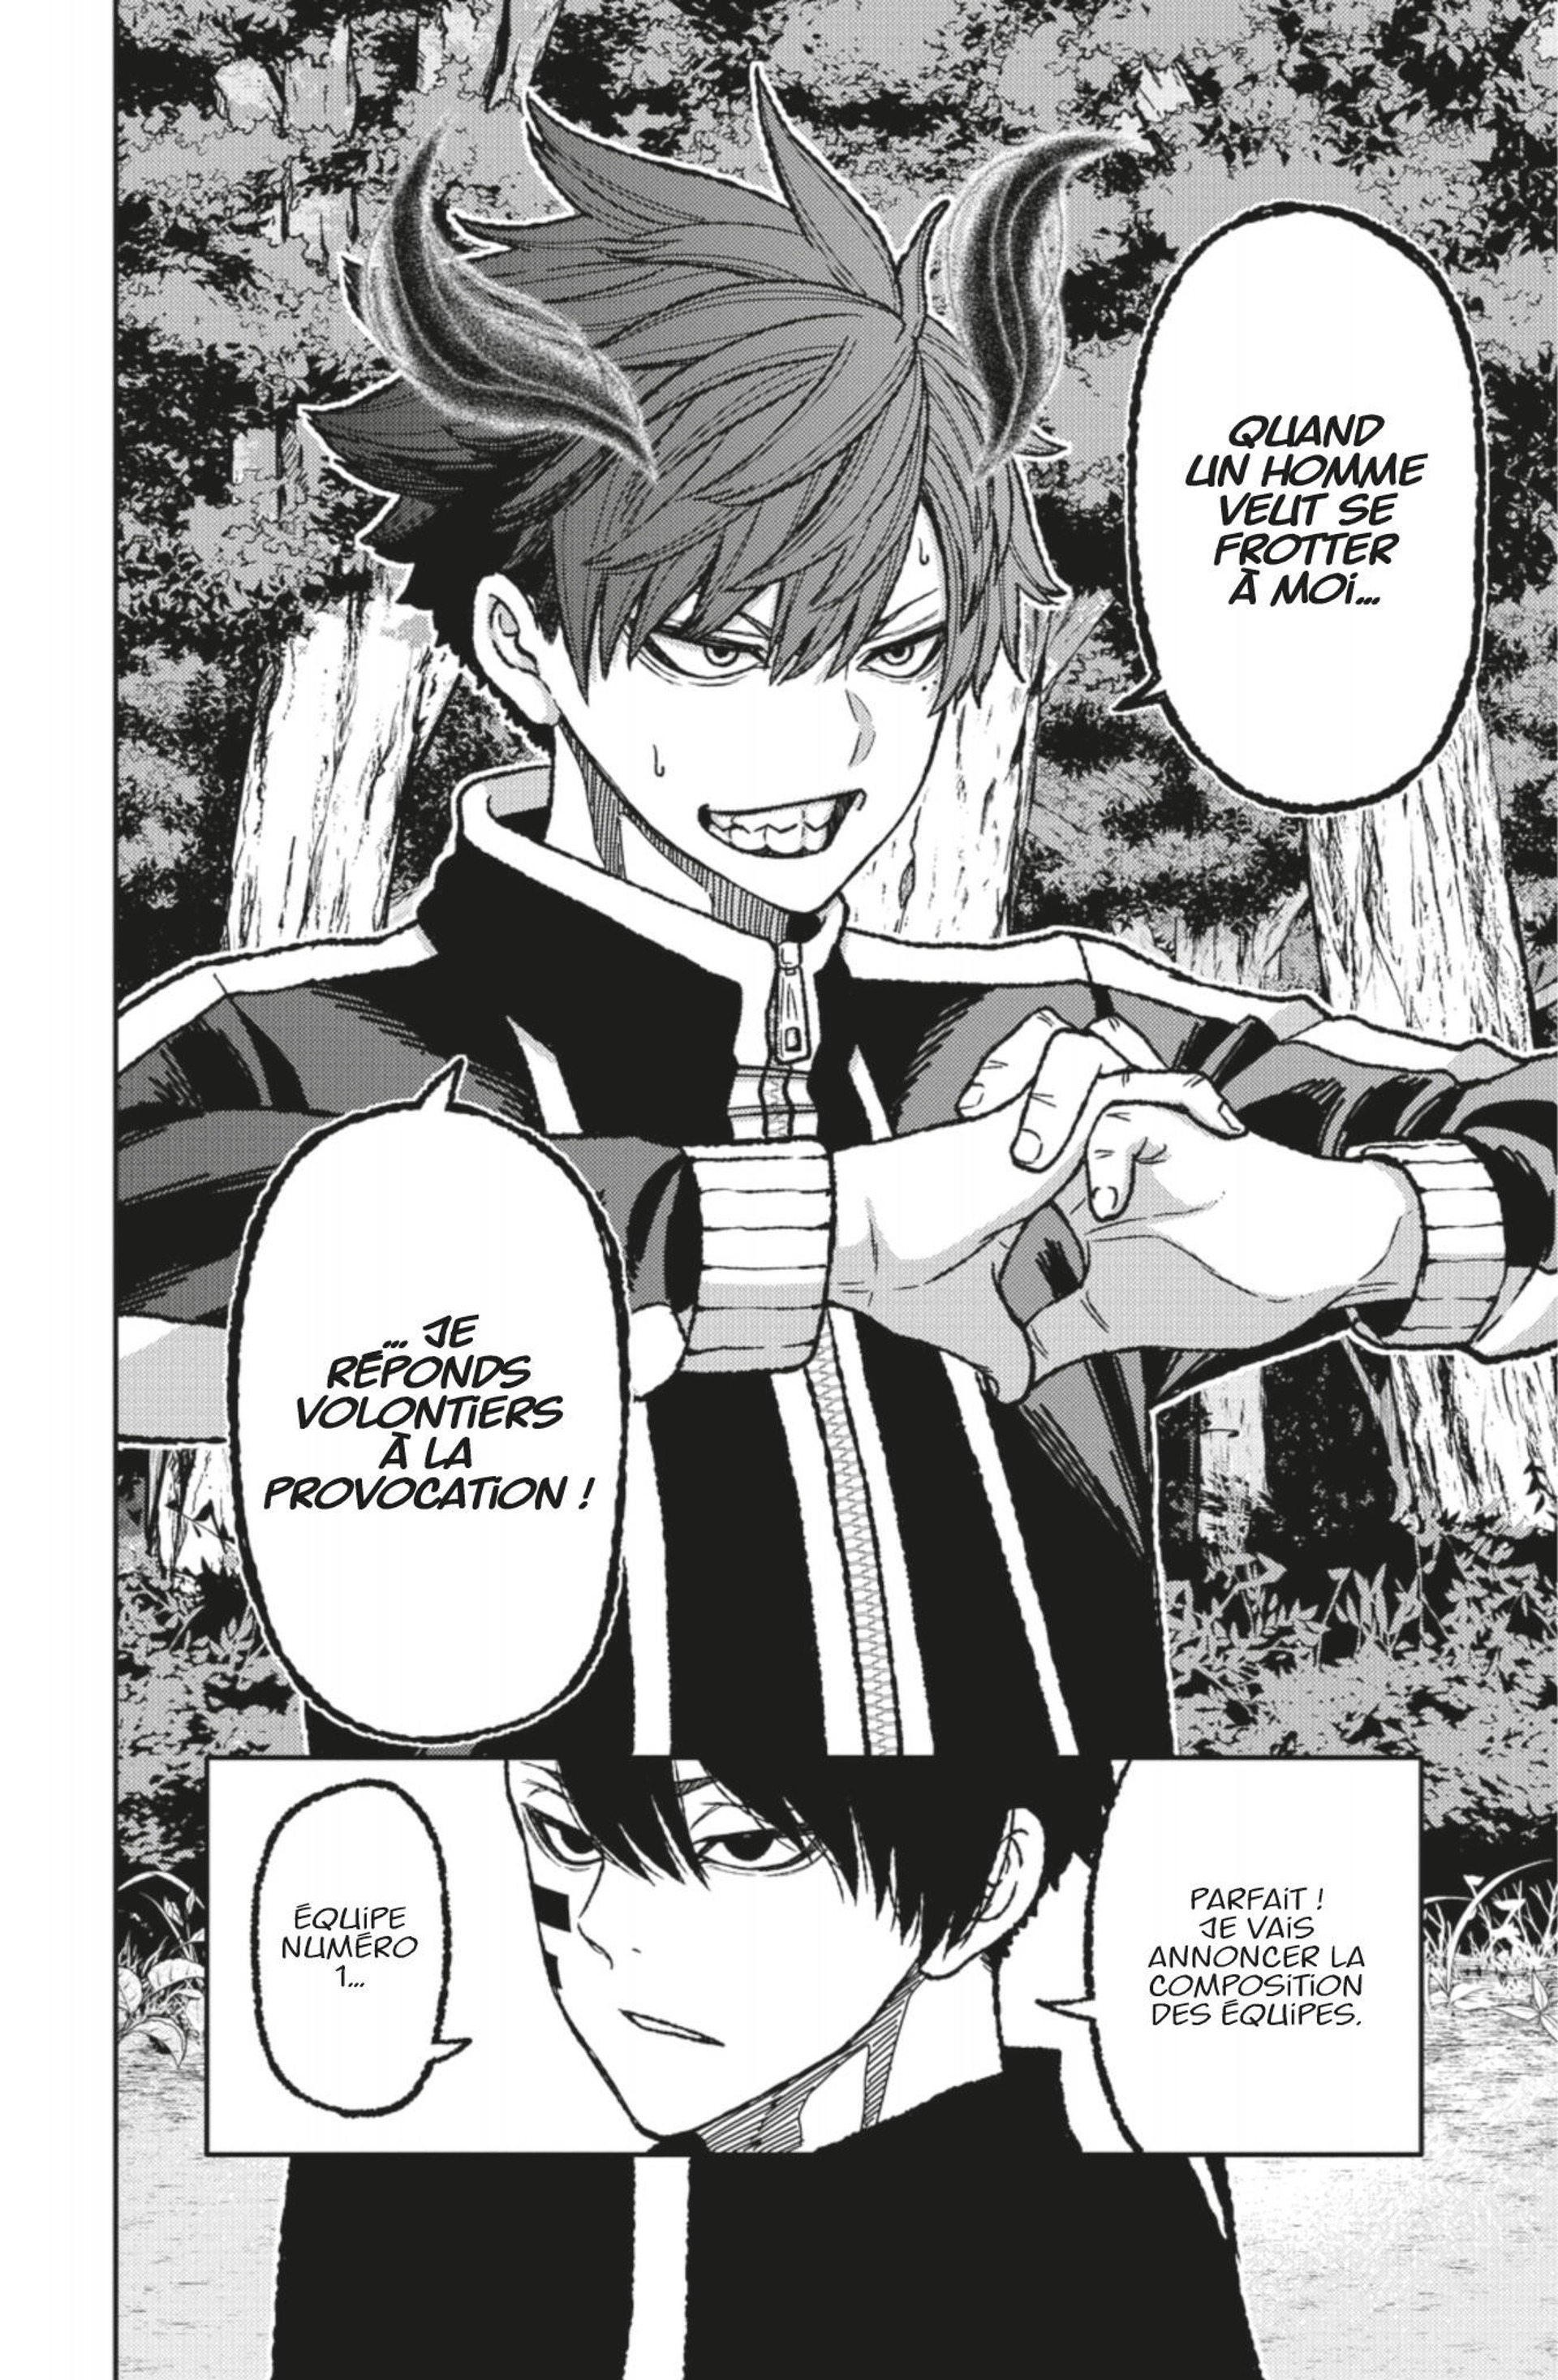 QUAND
UN HOMME
VEUT SE
FROTTER
À MOI...
... JE
RÉPONDS
VOLONTIERS
À LA
PROVOCATION !
PARFAIT !
JE VAIS
ANNONCER LA
COMPOSITION
DES ÉQUIPES.
ÉQUIPE
NUMÉRO
1...